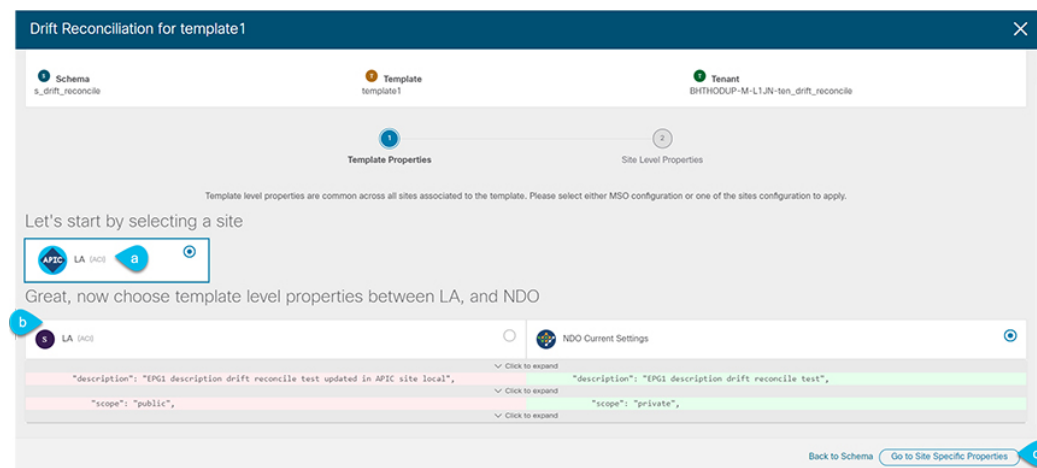 Drift Reconciliation for template1
S Schema
s_drift_reconcile
T Template
template1
T Tenant
BHTHODUP-M-L1JN-ten_drift_reconcile
1
2
Template Properties
Site Level Properties
Template level properties are common across all sites associated to the template. Please select either MSO configuration or one of the sites configuration to apply.
Let's start by selecting a site
APIC LA (ACI) a
Great, now choose template level properties between LA, and NDO
b
S LA (ACI)
NDO Current Settings
Click to expand
"description": "EPG1 description drift reconcile test updated in APIC site local",
"description": "EPG1 description drift reconcile test",
Click to expand
"scope": "public",
"scope": "private",
Click to expand
Back to Schema Go to Site Specific Properties